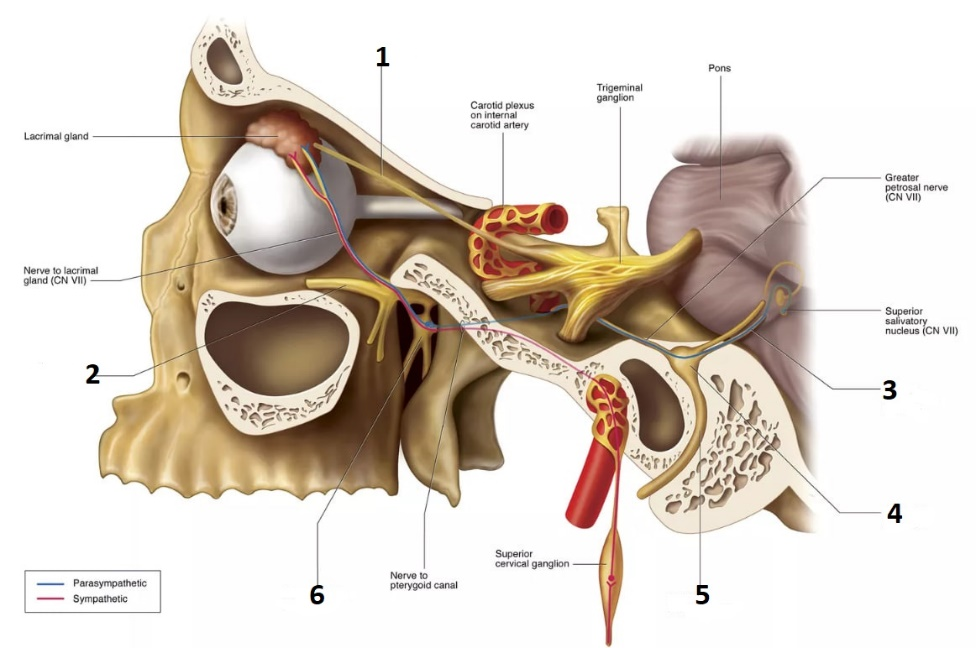 1
Pons
Trigeminal
ganglion
Carotid plexus
on internal
carotid artery
Lacrimal gland
Greater
petrosal nerve
(CN VII)
Nerve to lacrimal
gland (CN VII)
Superior
salivatory
nucleus (CN VII)
2
3
4
Superior
cervical ganglion
Nerve to
pterygoid canal
6
5
Parasympathetic
Sympathetic